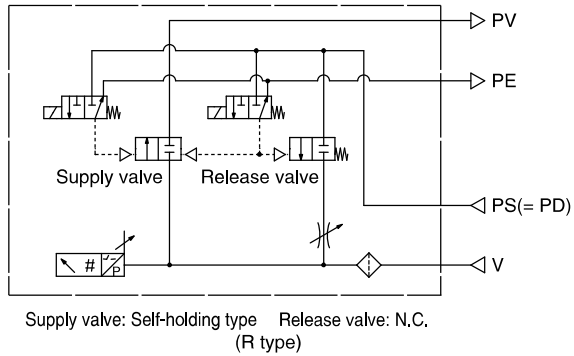 PV
PE
Supply valve
Release valve
PS(= PD)
#
P
V
Supply valve: Self-holding type Release valve: N.C.
(R type)